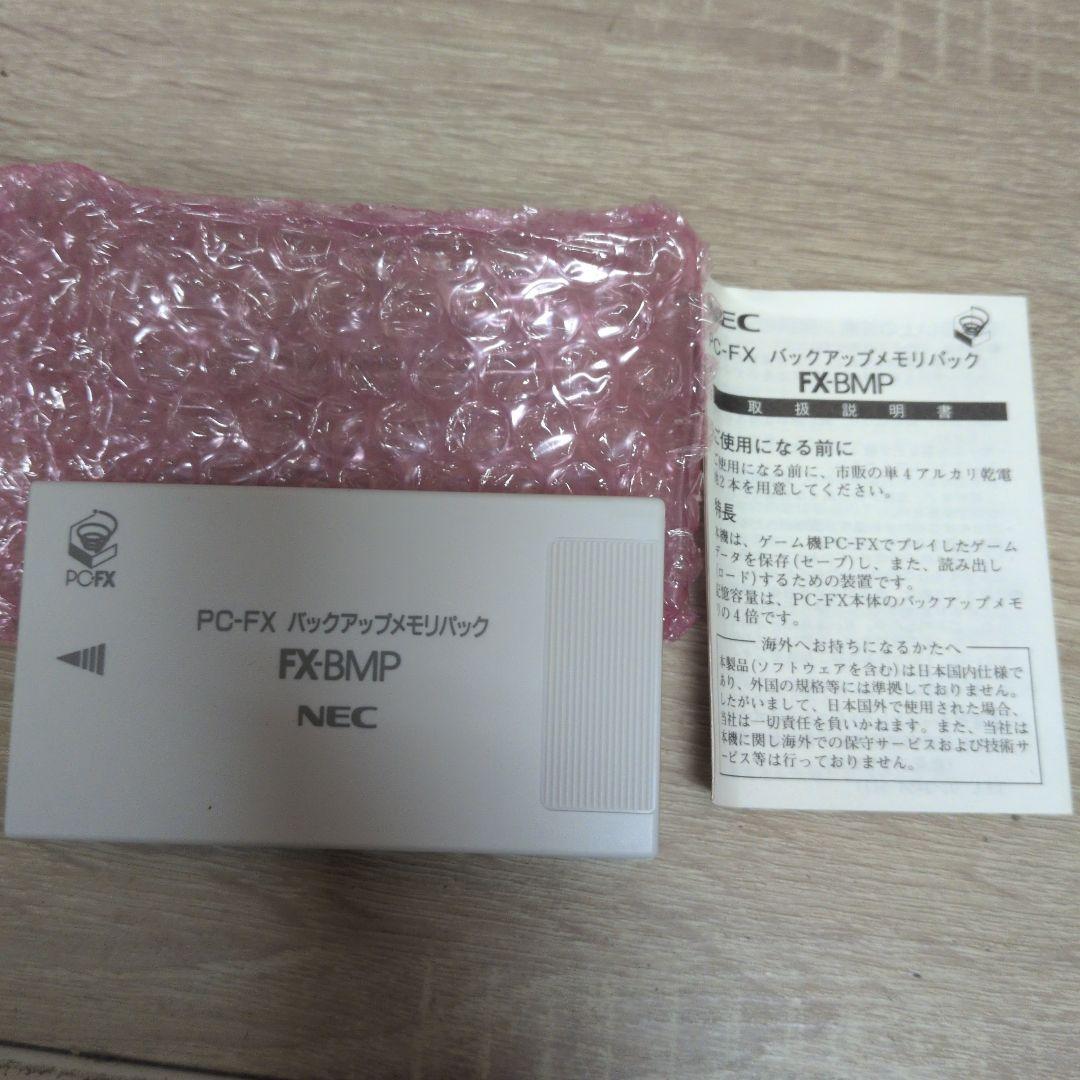 PC-FX
PC-FX バックアップメモリパック
FX-BMP
NEC
NEC
PC-FX バックアップメモリパック
FX-BMP
取扱説明書
ご使用になる前に
ご使用になる前に、市販の単4アルカリ乾電
池2本を用意してください。
特長
本機は、ゲーム機PC-FXでプレイしたゲーム
データを保存(セーブ)し、また、読み出し
(ロード)するための装置です。
記憶容量は、PC-FX本体のバックアップメモ
リの4倍です。
海外へお持ちになるかたへ
本製品(ソフトウェアを含む)は日本国内仕様で
あり、外国の規格等には準拠しておりません。
したがいまして、日本国外で使用された場合、
当社は一切責任を負いかねます。また、当社は
本機に関し海外での保守サービスおよび技術サ
ービス等は行っておりません。